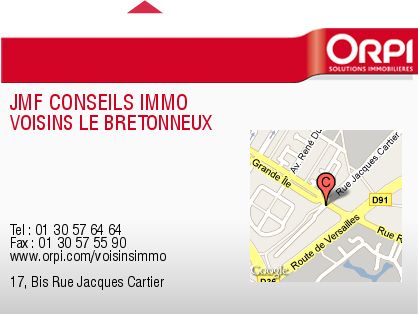 ORPI
SOLUTIONS IMMOBILIÈRES
JMF CONSEILS IMMO
VOISINS LE BRETONNEUX
Tel : 01 30 57 64 64
Fax : 01 30 57 55 90
www.orpi.com/voisinsimmo
17, Bis Rue Jacques Cartier
Av. René
Rue Jacques Cartier
Grande Île
C
D91
Route de Versailles
Google
D36